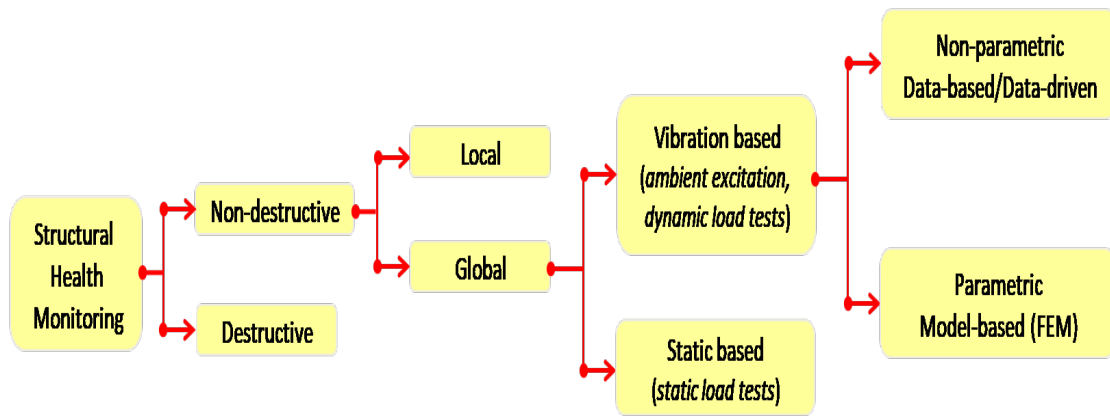 Structural
Health
Monitoring
Non-destructive
Destructive
Local
Global
Vibration based
(ambient excitation,
dynamic load tests)
Static based
(static load tests)
Non-parametric
Data-based/Data-driven
Parametric
Model-based (FEM)